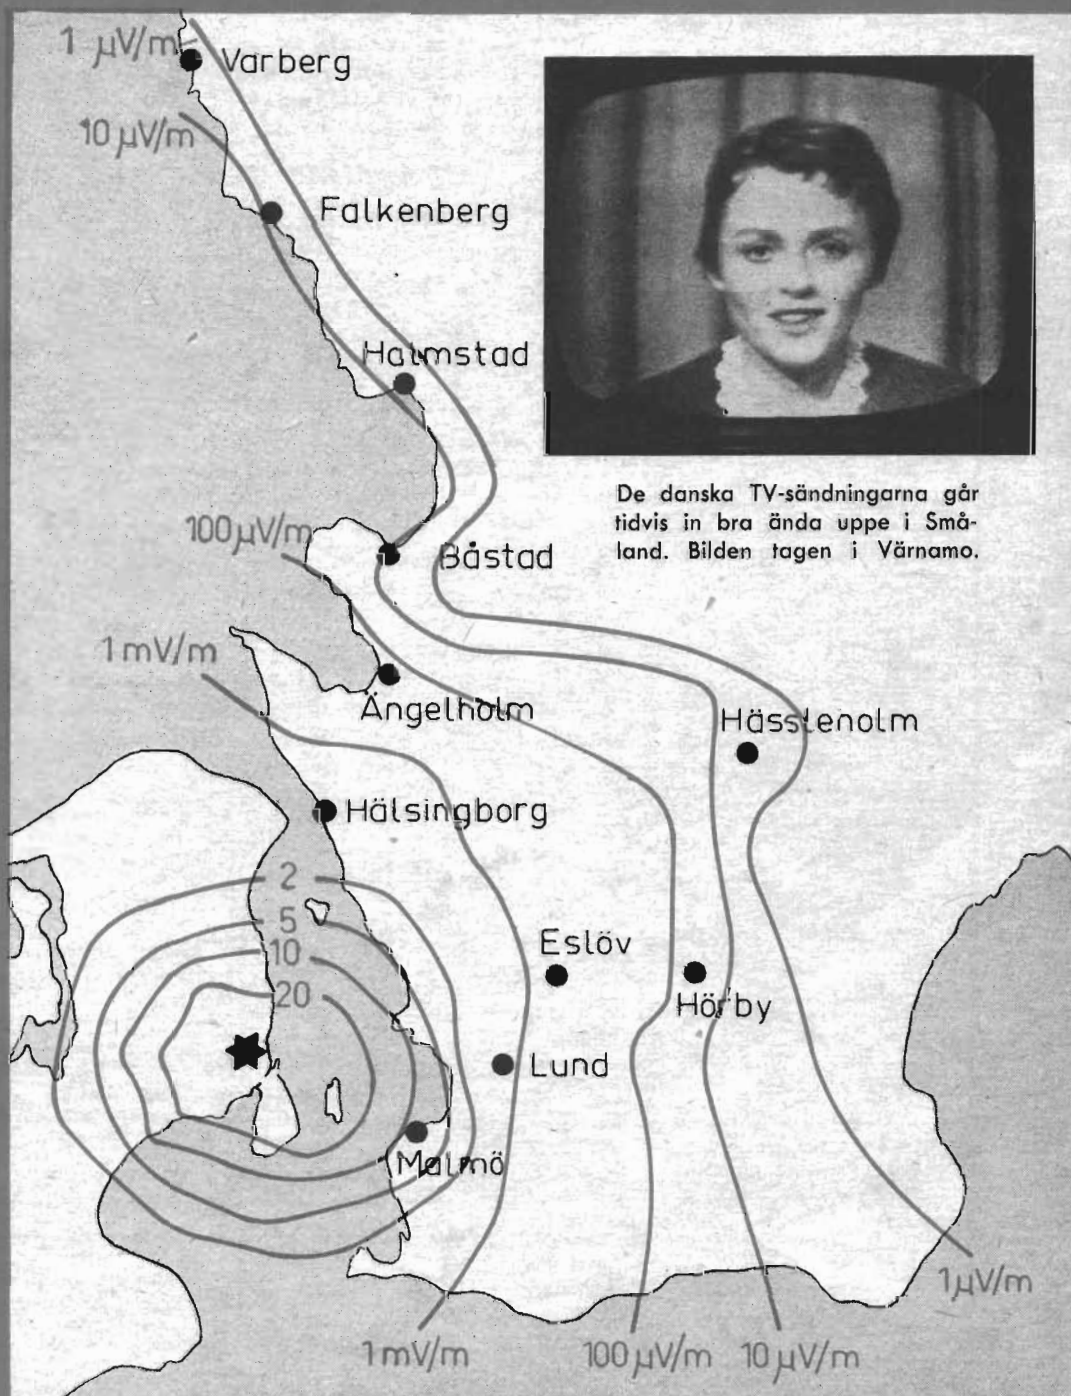 1 µV/m
Varberg
10 µV/m
Falkenberg
Halmstad
De danska TV-sändningarna går
tidvis in bra ända uppe i Små-
land. Bilden tagen i Värnamo.
100 µV/m
Båstad
1 mV/m
Ängelholm
Hässleholm
Hälsingborg
2
5
10
20
Eslöv
Hörby
Lund
Malmö
1 µV/m
1 mV/m
100 µV/m
10 µV/m